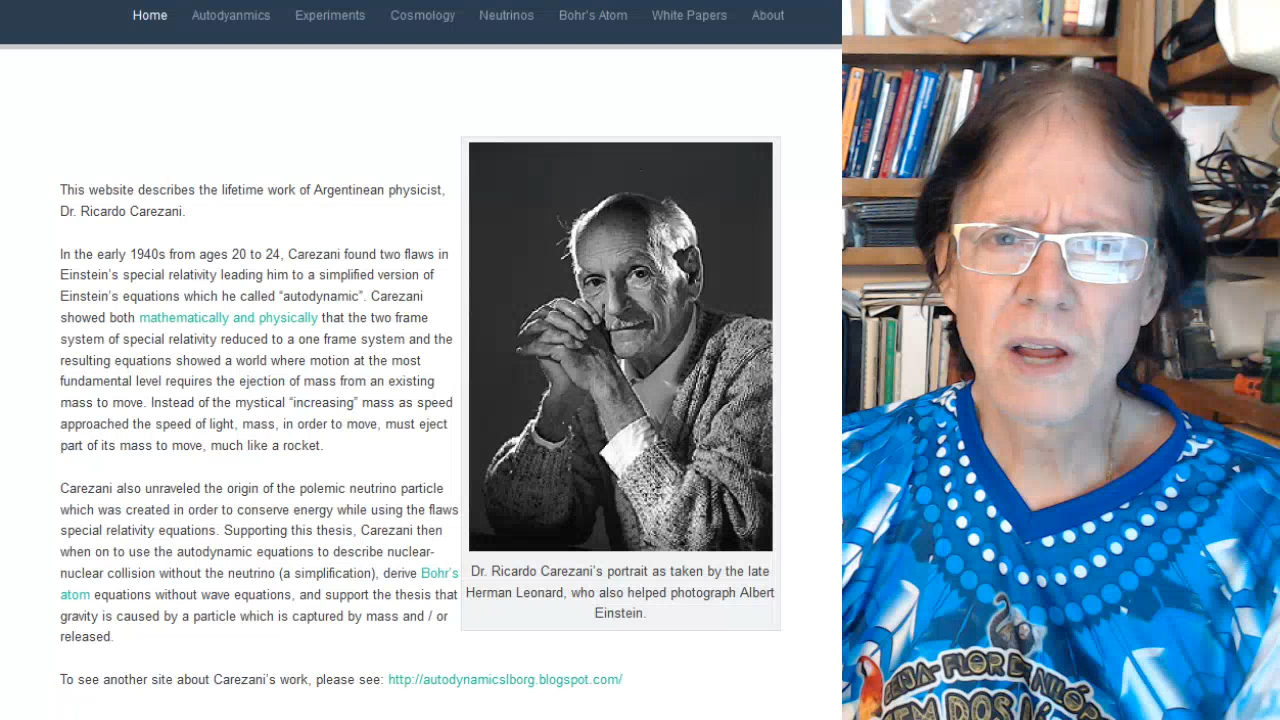 Home Autodyanmics Experiments Cosmology Neutrinos Bohr's Atom White Papers About
This website describes the lifetime work of Argentinean physicist,
Dr. Ricardo Carezani.
In the early 1940s from ages 20 to 24, Carezani found two flaws in
Einstein's special relativity leading him to a simplified version of
Einstein's equations which he called “autodynamic”. Carezani
showed both mathematically and physically that the two frame
system of special relativity reduced to a one frame system and the
resulting equations showed a world where motion at the most
fundamental level requires the ejection of mass from an existing
mass to move. Instead of the mystical “increasing” mass as speed
approached the speed of light, mass, in order to move, must eject
part of its mass to move, much like a rocket.
Carezani also unraveled the origin of the polemic neutrino particle
which was created in order to conserve energy while using the flaws
special relativity equations. Supporting this thesis, Carezani then
when on to use the autodynamic equations to describe nuclear-
nuclear collision without the neutrino (a simplification), derive Bohr's
atom equations without wave equations, and support the thesis that
gravity is caused by a particle which is captured by mass and / or
released.
To see another site about Carezani's work, please see: http://autodynamicslborg.blogspot.com/
Dr. Ricardo Carezani's portrait as taken by the late
Herman Leonard, who also helped photograph Albert
Einstein.
BEIJA-FLOR DE NILÓP
DOS